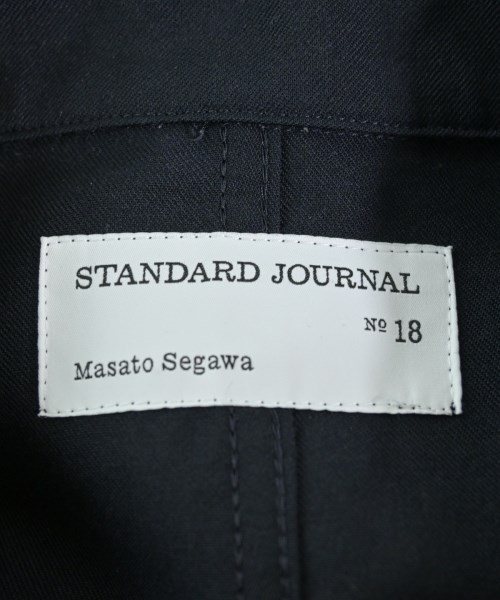 STANDARD JOURNAL
Nº 18
Masato Segawa